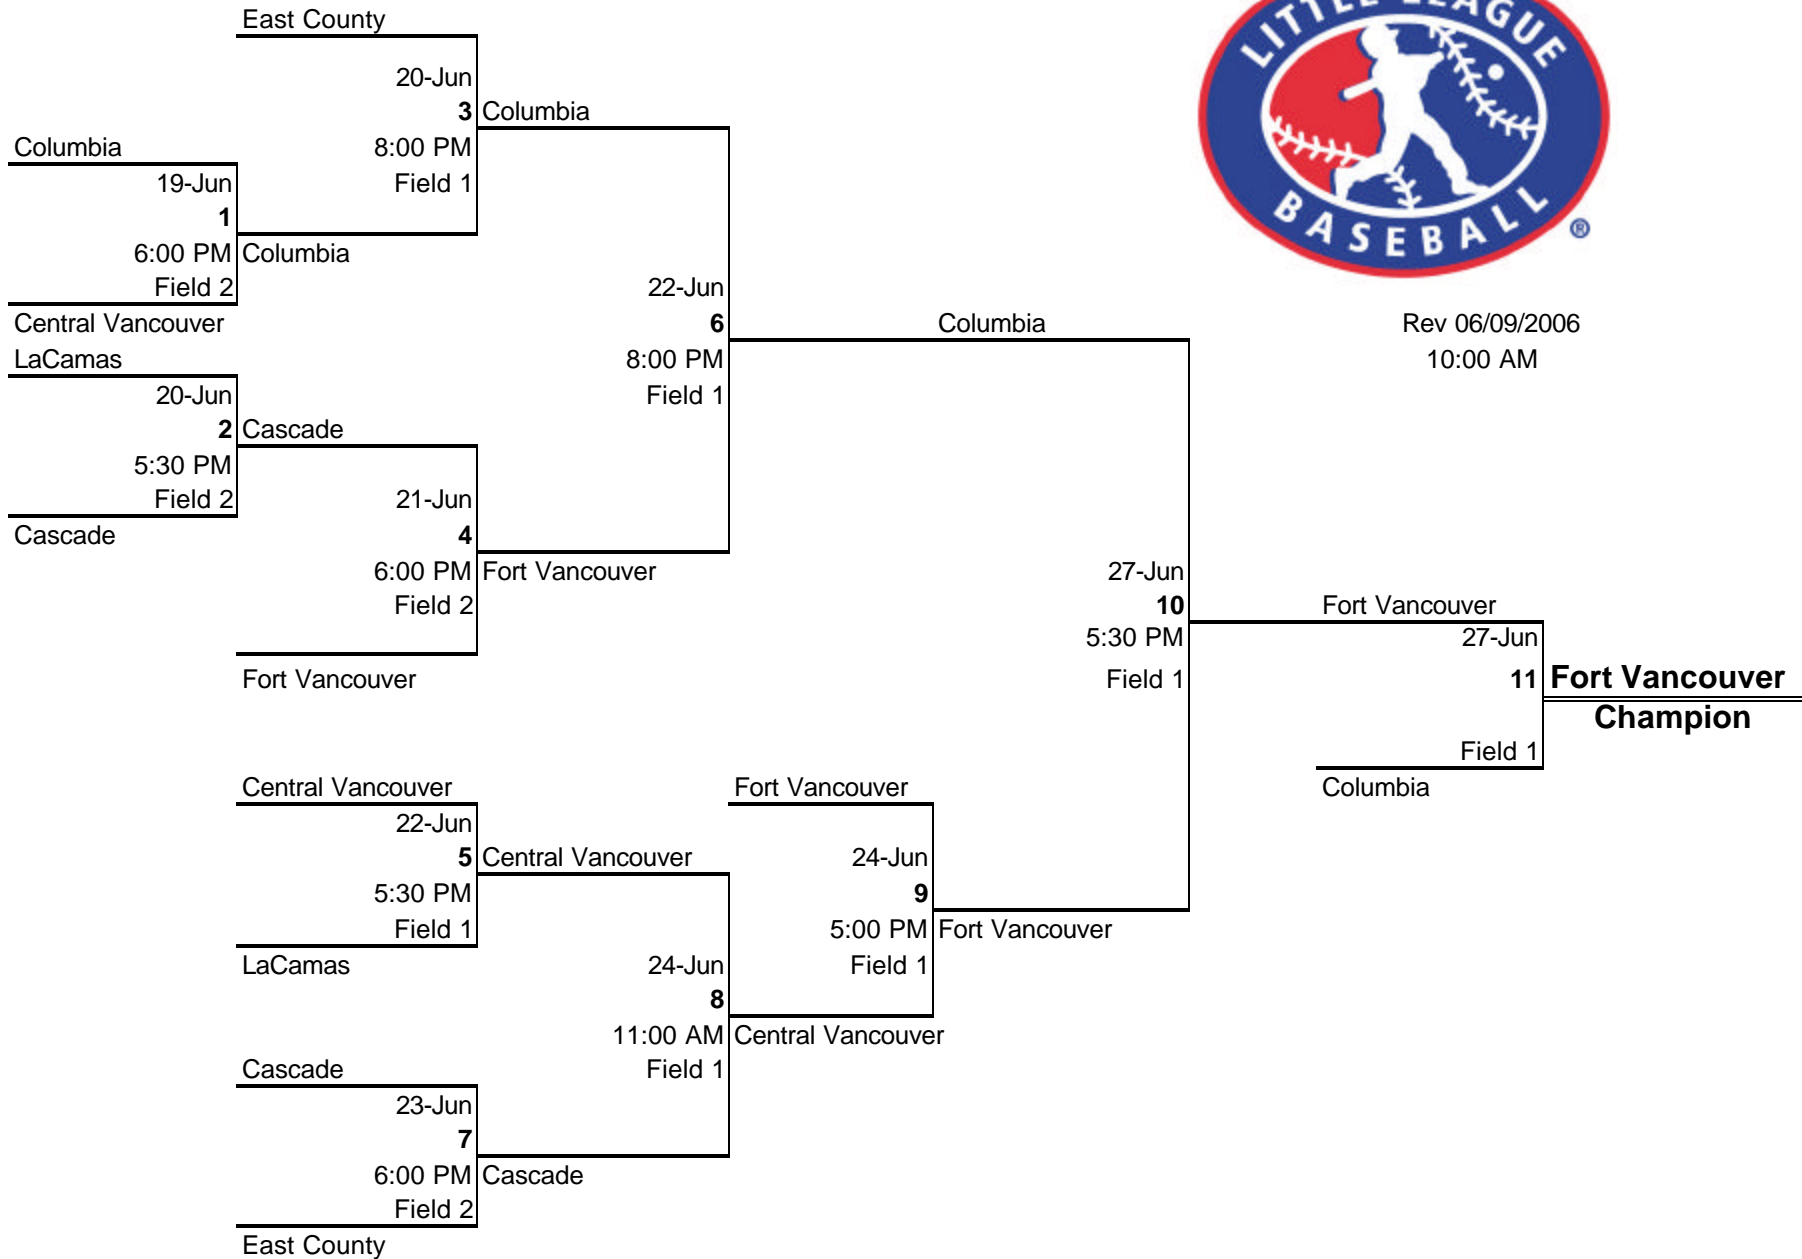 LITTLE LEAGUE
BASEBALL
®
Rev 06/09/2006
10:00 AM
East County
20-Jun
3 Columbia
8:00 PM
Field 1
Columbia
19-Jun
1
6:00 PM Columbia
Field 2
Central Vancouver
22-Jun
6 Columbia
8:00 PM
Field 1
LaCamas
20-Jun
2 Cascade
5:30 PM
Field 2
Cascade
21-Jun
4
6:00 PM Fort Vancouver
Field 2
Fort Vancouver
27-Jun
10 Fort Vancouver
5:30 PM
Field 1
27-Jun
11 Fort Vancouver
Champion
Field 1
Columbia
Central Vancouver
22-Jun
5 Central Vancouver
5:30 PM
Field 1
LaCamas
Fort Vancouver
24-Jun
9
5:00 PM Fort Vancouver
Field 1
24-Jun
8
11:00 AM Central Vancouver
Field 1
Cascade
23-Jun
7
6:00 PM Cascade
Field 2
East County